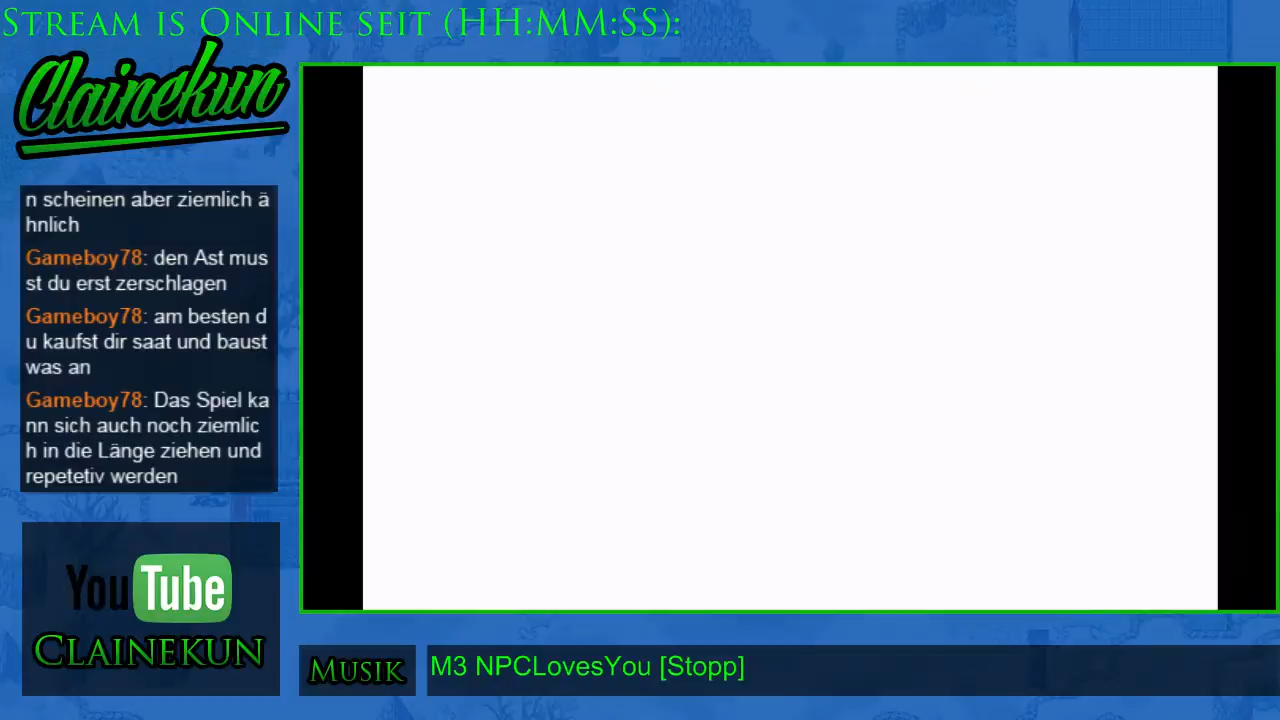 Stream is Online seit (HH:MM:SS):
Clainekun
n scheinen aber ziemlich ä
hnlich
Gameboy78: den Ast mus
st du erst zerschlagen
Gameboy78: am besten d
u kaufst dir saat und baust
was an
Gameboy78: Das Spiel ka
nn sich auch noch ziemlic
h in die Länge ziehen und
repetetiv werden
YouTube
Clainekun
Musik
M3 NPCLovesYou [Stopp]